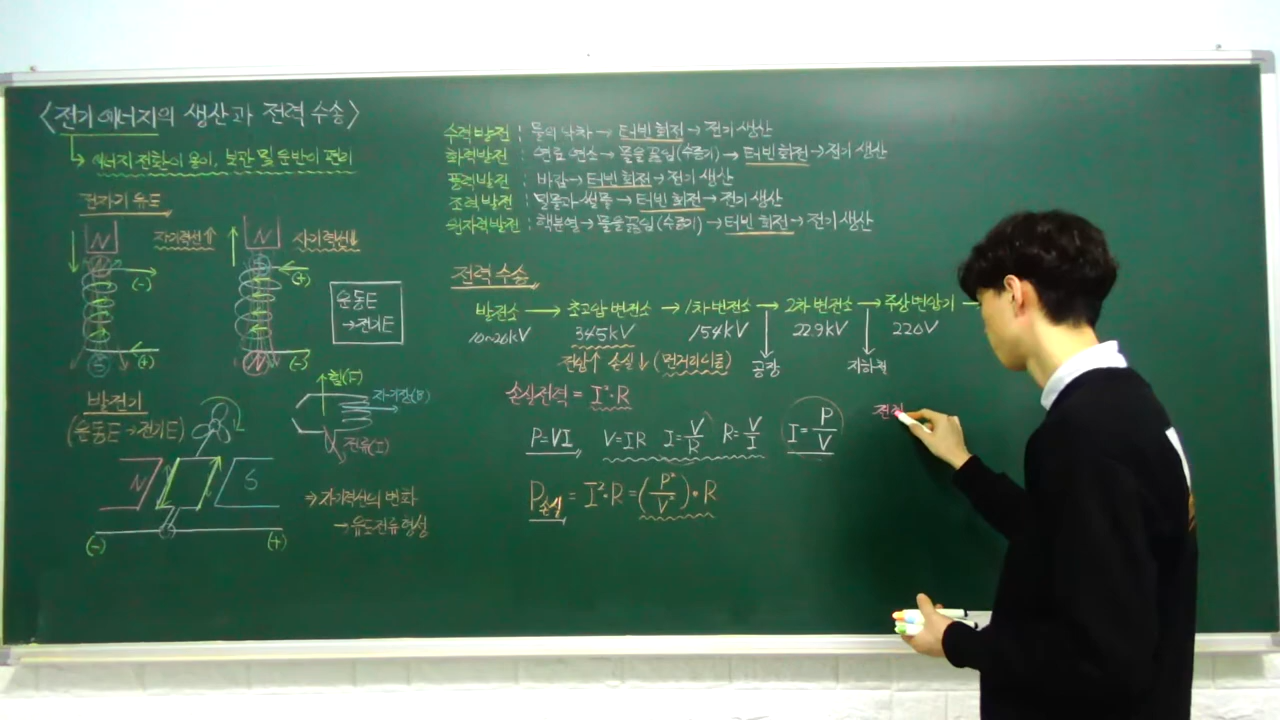 <전기에너지의 생산과 전력 수송>
↳ 에너지 전환이 용이, 보관 및 운반이 편리
전자기 유도
N 자기력선↑
(-)
(+)
S
N 자기력선↓
S
(+)
(-)
N
운동E
→전기E
발전기
(운동E→전기E)
N S
(-) (+)
힘(F)
자기장(B)
전류(I)
⇒ 자기력선의 변화
→ 유도전류 형성
수력발전 : 물의 낙차 → 터빈 회전 → 전기 생산
화력발전 : 연료 연소 → 물을 끓임(수증기) → 터빈 회전 → 전기 생산
풍력발전 : 바람 → 터빈 회전 → 전기 생산
조력발전 : 밀물과 썰물 → 터빈 회전 → 전기 생산
원자력발전 : 핵분열 → 물을 끓임(수증기) → 터빈 회전 → 전기 생산
전력 수송
발전소 → 초고압 변전소 → 1차 변전소 → 2차 변전소 → 주상변압기 →
10~20kV 345kV 154kV 22.9kV 220V
전압↑ 손실↓ (먼거리이동) 공장 지하철
손실전력 = I²·R
P=VI V=IR I=V/R R=V/I I=P/V
P손실 = I²·R = (P²/V²)·R